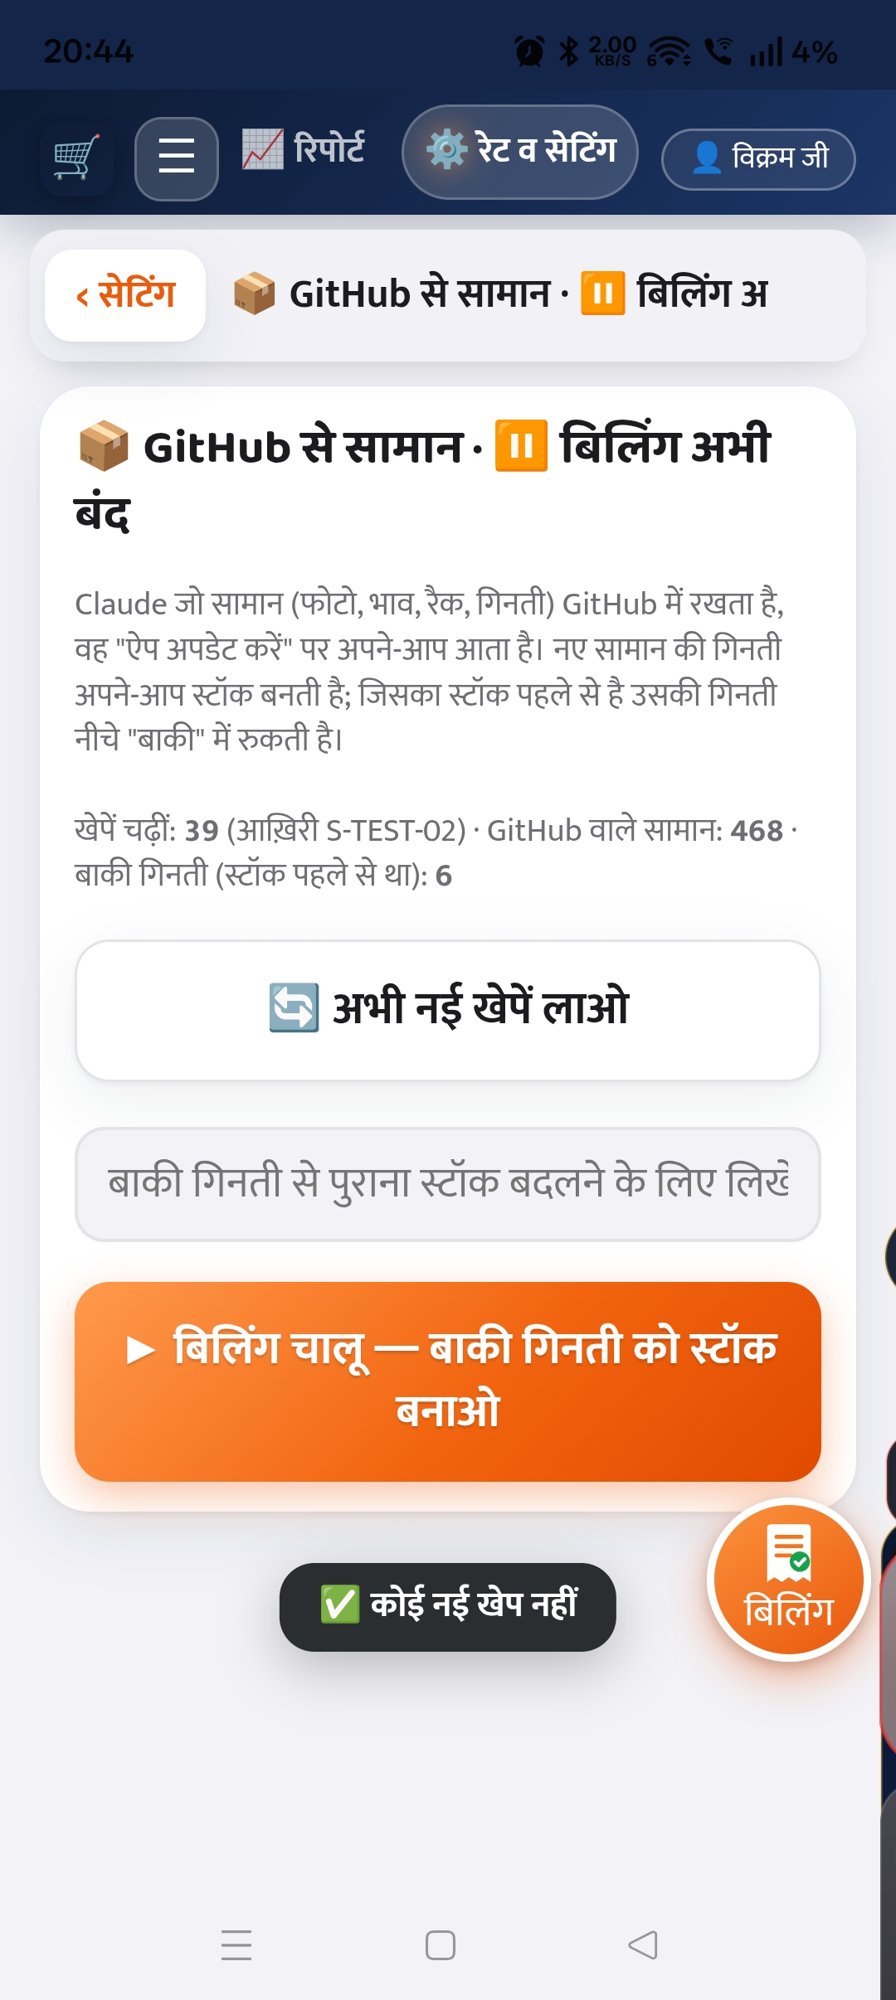 20:44
2.00
KB/S
6
4%
रिपोर्ट
रेट व सेटिंग
विक्रम जी
‹ सेटिंग
GitHub से सामान · ⏸️ बिलिंग अ
GitHub से सामान · ⏸️ बिलिंग अभी
बंद
Claude जो सामान (फोटो, भाव, रैक, गिनती) GitHub में रखता है,
वह "ऐप अपडेट करें" पर अपने-आप आता है। नए सामान की गिनती
अपने-आप स्टॉक बनती है; जिसका स्टॉक पहले से है उसकी गिनती
नीचे "बाकी" में रुकती है।
खेपें चढ़ीं: 39 (आख़िरी S-TEST-02) · GitHub वाले सामान: 468 ·
बाकी गिनती (स्टॉक पहले से था): 6
अभी नई खेपें लाओ
बाकी गिनती से पुराना स्टॉक बदलने के लिए
▶ बिलिंग चालू — बाकी गिनती को स्टॉक
बनाओ
बिलिंग
✅ कोई नई खेप नहीं